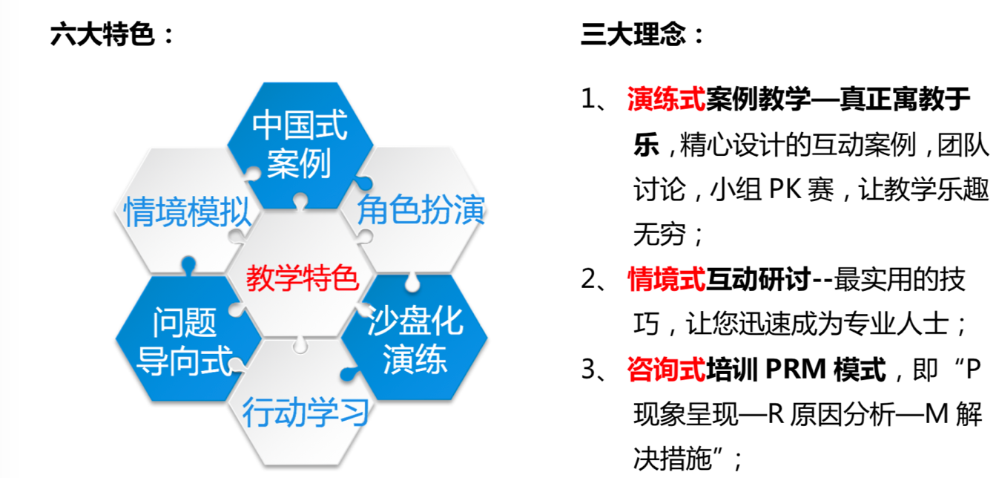 六大特色：
中国式
案例
情境模拟
角色扮演
教学特色
问题
导向式
沙盘化
演练
行动学习
三大理念：
1、 演练式案例教学—真正寓教于
乐，精心设计的互动案例，团队
讨论，小组 PK 赛，让教学乐趣
无穷；
2、 情境式互动研讨--最实用的技
巧，让您迅速成为专业人士；
3、 咨询式培训 PRM 模式，即“P
现象呈现—R 原因分析—M 解
决措施”；